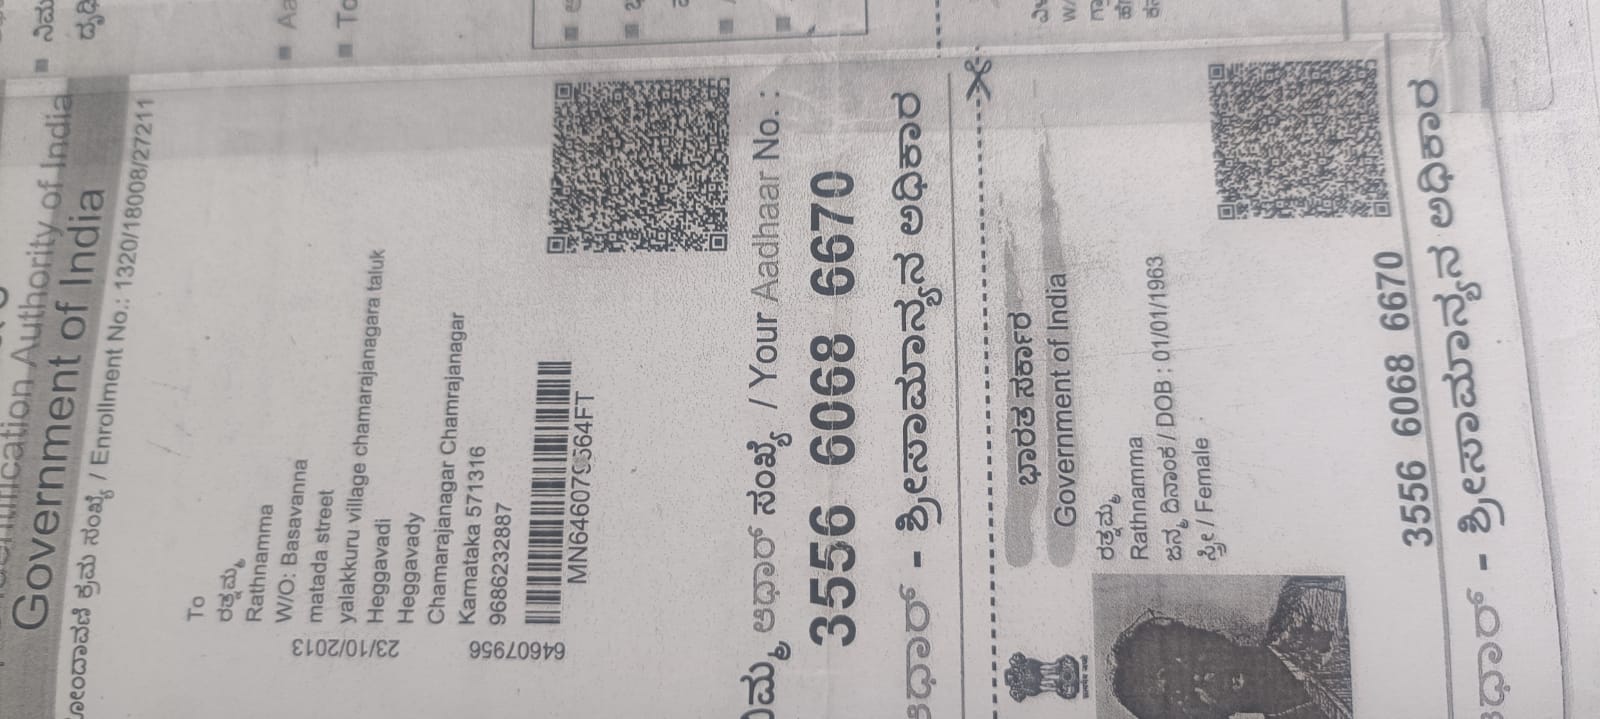 Identification Authority of India
Government of India
ಕ್ರಮ ಸಂಖ್ಯೆ / Enrollment No.: 1320/18008/27211
To
ರತ್ನಮ್ಮ
Rathnamma
W/O: Basavanna
matada street
yalakkuru village chamarajanagara taluk
Heggavadi
Heggavady
Chamarajanagar Chamrajanagar
Karnataka 571316
9686232887
23/10/2013
64607956
MN646079564FT
ನಿಮ್ಮ ಆಧಾರ್ ಸಂಖ್ಯೆ / Your Aadhaar No. :
3556 6068 6670
ಆಧಾರ್ - ಶ್ರೀಸಾಮಾನ್ಯನ ಅಧಿಕಾರ
ಭಾರತ ಸರ್ಕಾರ
Government of India
ರತ್ನಮ್ಮ
Rathnamma
ಜನ್ಮ ದಿನಾಂಕ / DOB : 01/01/1963
ಸ್ತ್ರೀ / Female
3556 6068 6670
ಆಧಾರ್ - ಶ್ರೀಸಾಮಾನ್ಯನ ಅಧಿಕಾರ